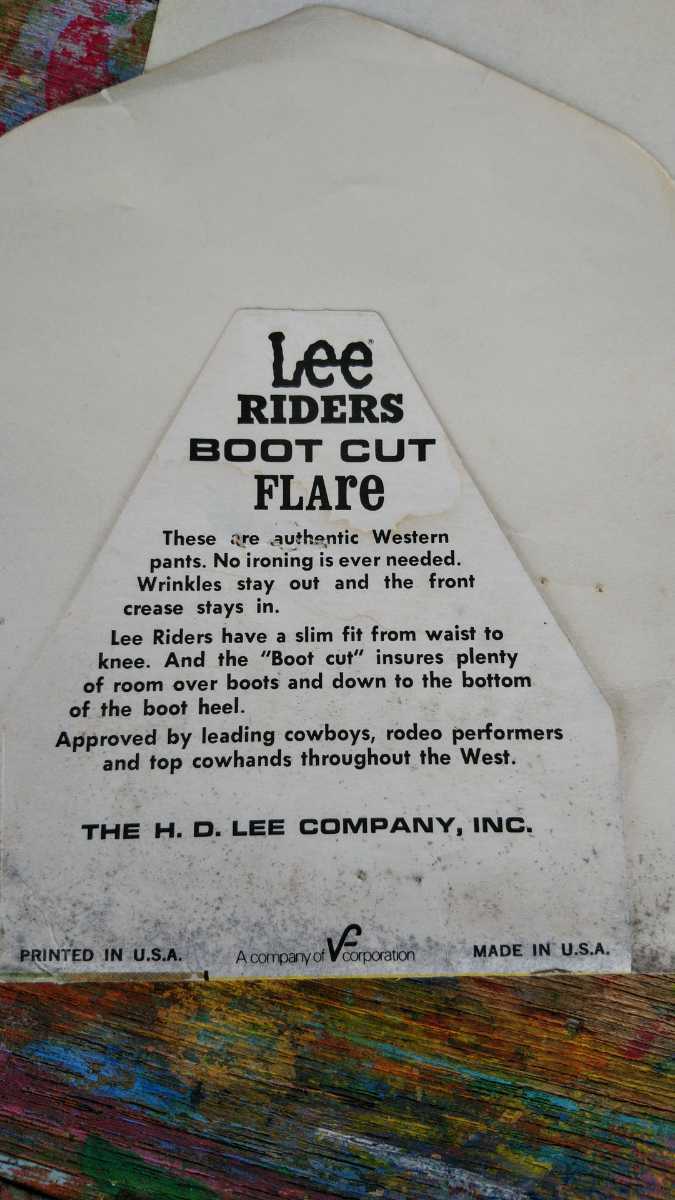 Lee®
RIDERS
BOOT CUT
FLAre
These are authentic Western
pants. No ironing is ever needed.
Wrinkles stay out and the front
crease stays in.
Lee Riders have a slim fit from waist to
knee. And the "Boot cut" insures plenty
of room over boots and down to the bottom
of the boot heel.
Approved by leading cowboys, rodeo performers
and top cowhands throughout the West.
THE H. D. LEE COMPANY, INC.
PRINTED IN U.S.A. A company of VF corporation MADE IN U.S.A.